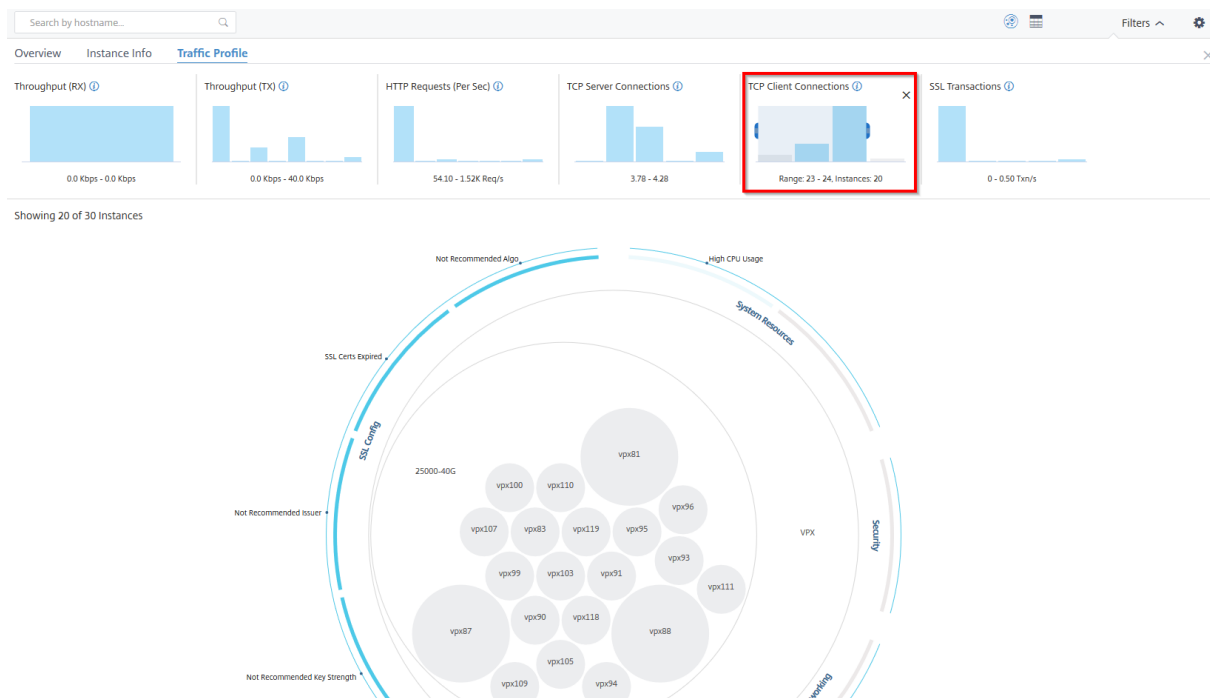 Search by hostname...
Filters
Overview Instance Info Traffic Profile
Throughput (RX) Throughput (TX) HTTP Requests (Per Sec) TCP Server Connections TCP Client Connections SSL Transactions
0.0 Kbps - 0.0 Kbps 0.0 Kbps - 40.0 Kbps 54.10 - 1.52K Req/s 3.78 - 4.28 Range: 23 - 24, Instances: 20 0 - 0.50 Txn/s
Showing 20 of 30 Instances
Not Recommended Algo
High CPU Usage
System Resources
SSL Certs Expired
SSL Config
vpx81
25000-40G
vpx100 vpx110
vpx96
Not Recommended Issuer
vpx107 vpx83 vpx119 vpx95
VPX
Security
vpx93
vpx99 vpx103 vpx91
vpx111
vpx90 vpx118
vpx87 vpx88
vpx105
Not Recommended Key Strength
vpx109 vpx94